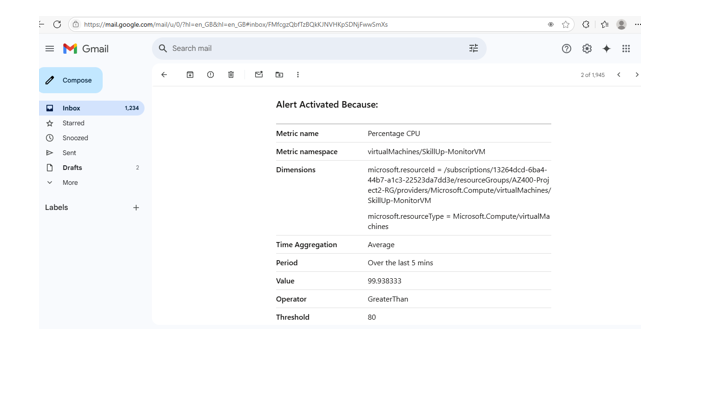 https://mail.google.com/mail/u/0/?hl=en_GB&hl=en_GB#inbox/FMfcgzQbfTzBQkKJNVHKpSDNjFwwSmXs
Gmail
Search mail
Compose
2 of 1,945
Inbox 1,234
Starred
Snoozed
Sent
Drafts 2
More
Labels
Alert Activated Because:
Metric name Percentage CPU
Metric namespace virtualMachines/SkillUp-MonitorVM
Dimensions microsoft.resourceId = /subscriptions/13264dcd-6ba4-
44b7-a1c3-22523da7dd3e/resourceGroups/AZ400-Proj
ect2-RG/providers/Microsoft.Compute/virtualMachines/
SkillUp-MonitorVM
microsoft.resourceType = Microsoft.Compute/virtualMa
chines
Time Aggregation Average
Period Over the last 5 mins
Value 99.938333
Operator GreaterThan
Threshold 80